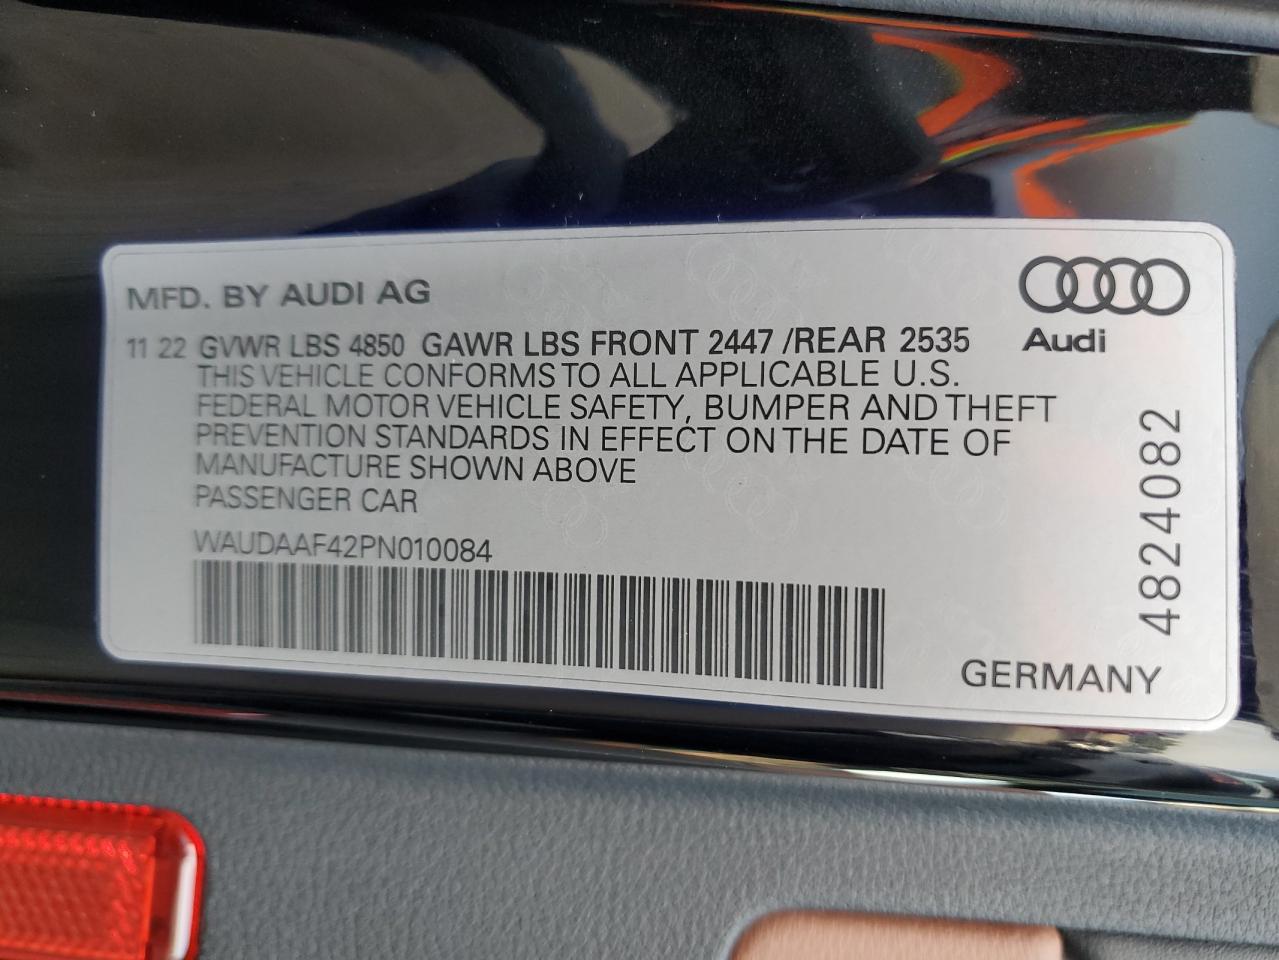 MFD. BY AUDI AG
Audi
11 22 GVWR LBS 4850 GAWR LBS FRONT 2447 /REAR 2535
THIS VEHICLE CONFORMS TO ALL APPLICABLE U.S.
FEDERAL MOTOR VEHICLE SAFETY, BUMPER AND THEFT
PREVENTION STANDARDS IN EFFECT ON THE DATE OF
MANUFACTURE SHOWN ABOVE
PASSENGER CAR
WAUDAAF42PN010084
4824082
GERMANY